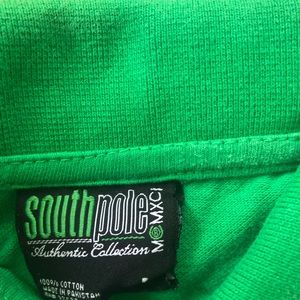 southpole
Authentic Collection
MCMXCI
100% COTTON
MADE IN PAKISTAN